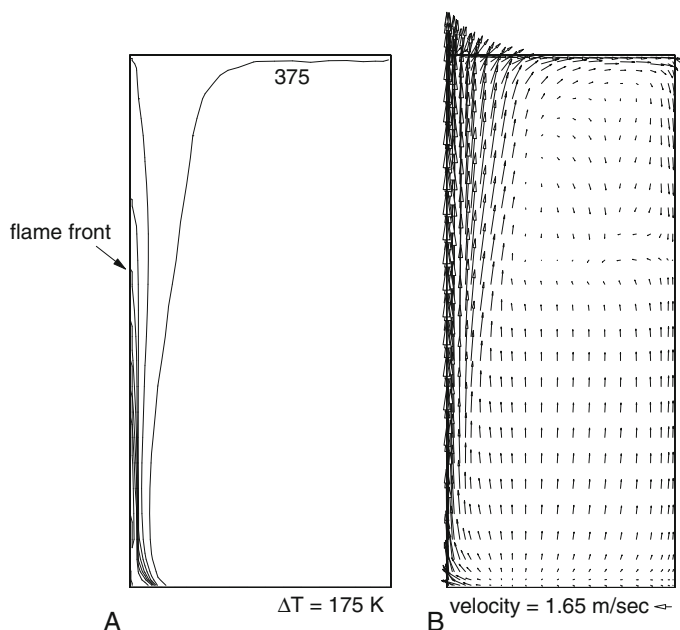 375
flame front
ΔT = 175 K
velocity = 1.65 m/sec
A
B